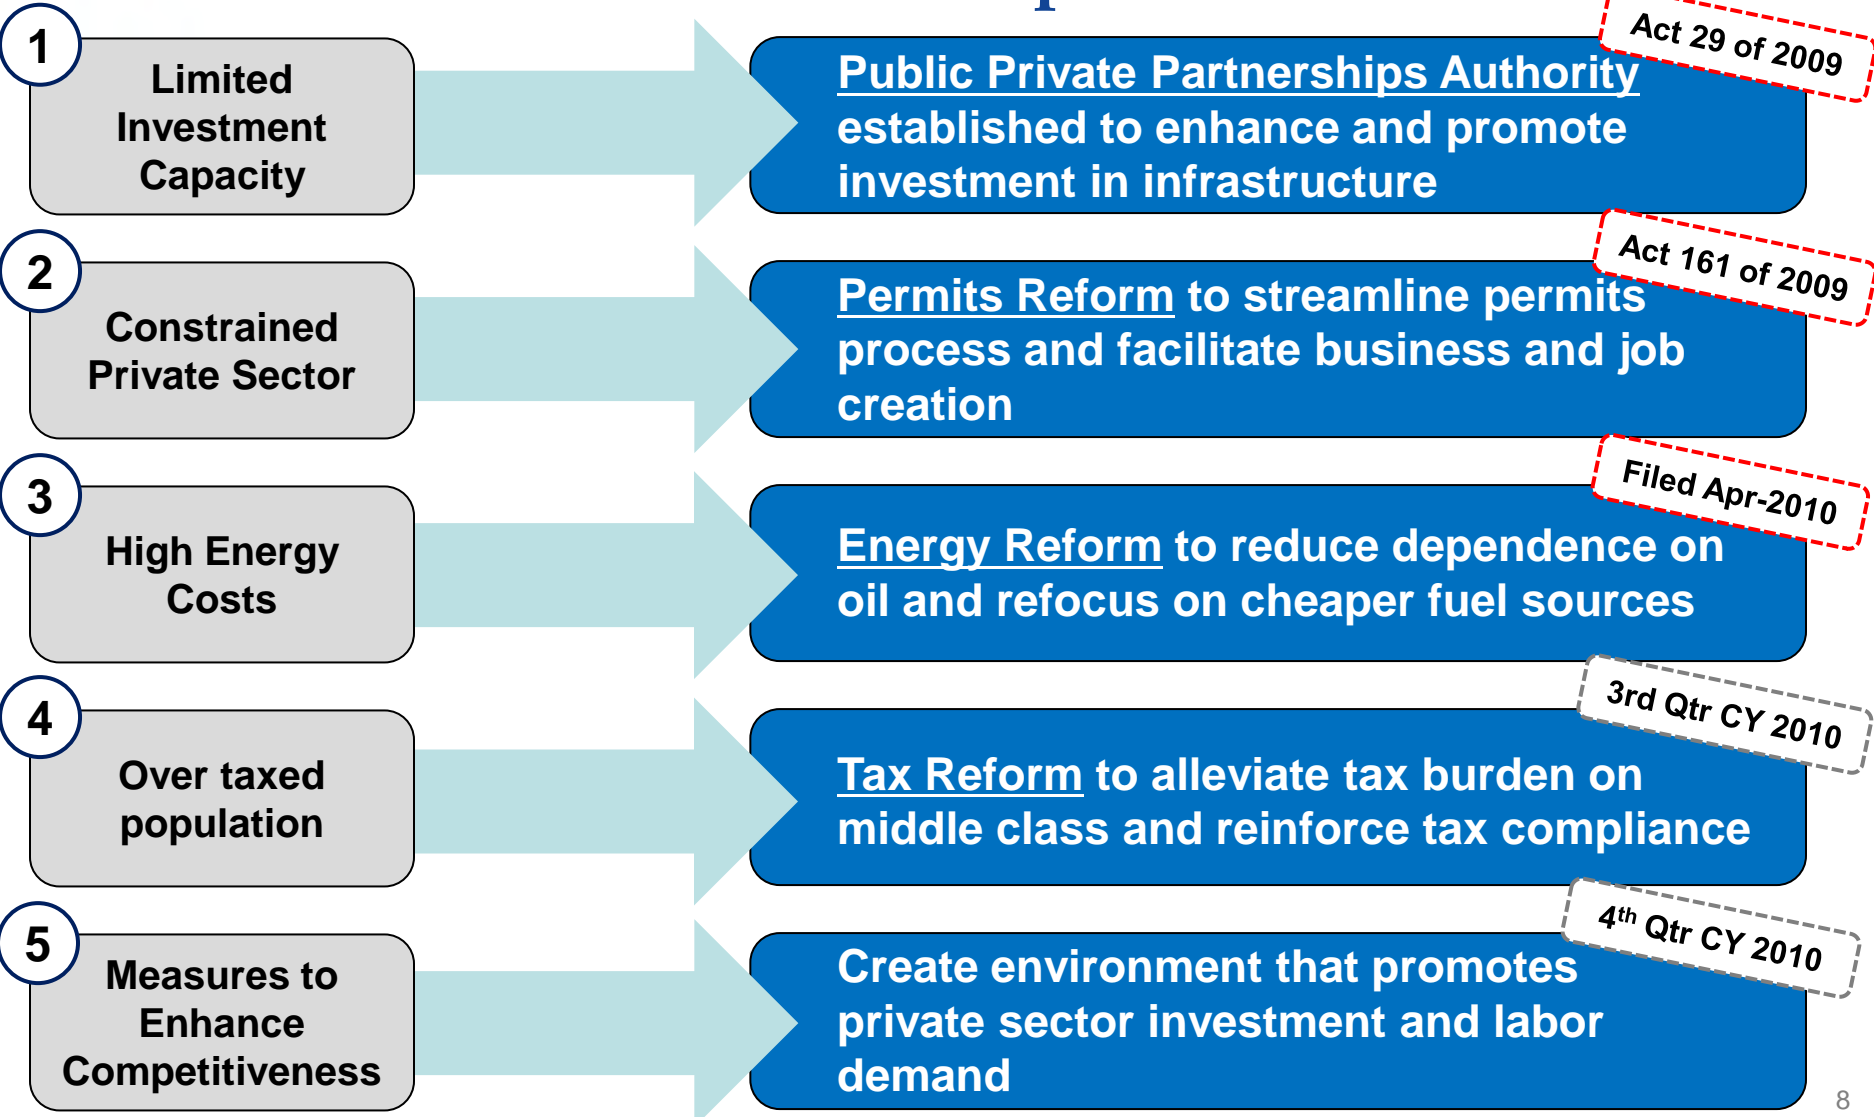 1
Limited
Investment
Capacity
Public Private Partnerships Authority
established to enhance and promote
investment in infrastructure
Act 29 of 2009
2
Constrained
Private Sector
Permits Reform to streamline permits
process and facilitate business and job
creation
Act 161 of 2009
3
High Energy
Costs
Energy Reform to reduce dependence on
oil and refocus on cheaper fuel sources
Filed Apr-2010
4
Over taxed
population
Tax Reform to alleviate tax burden on
middle class and reinforce tax compliance
3rd Qtr CY 2010
5
Measures to
Enhance
Competitiveness
Create environment that promotes
private sector investment and labor
demand
4th Qtr CY 2010
8